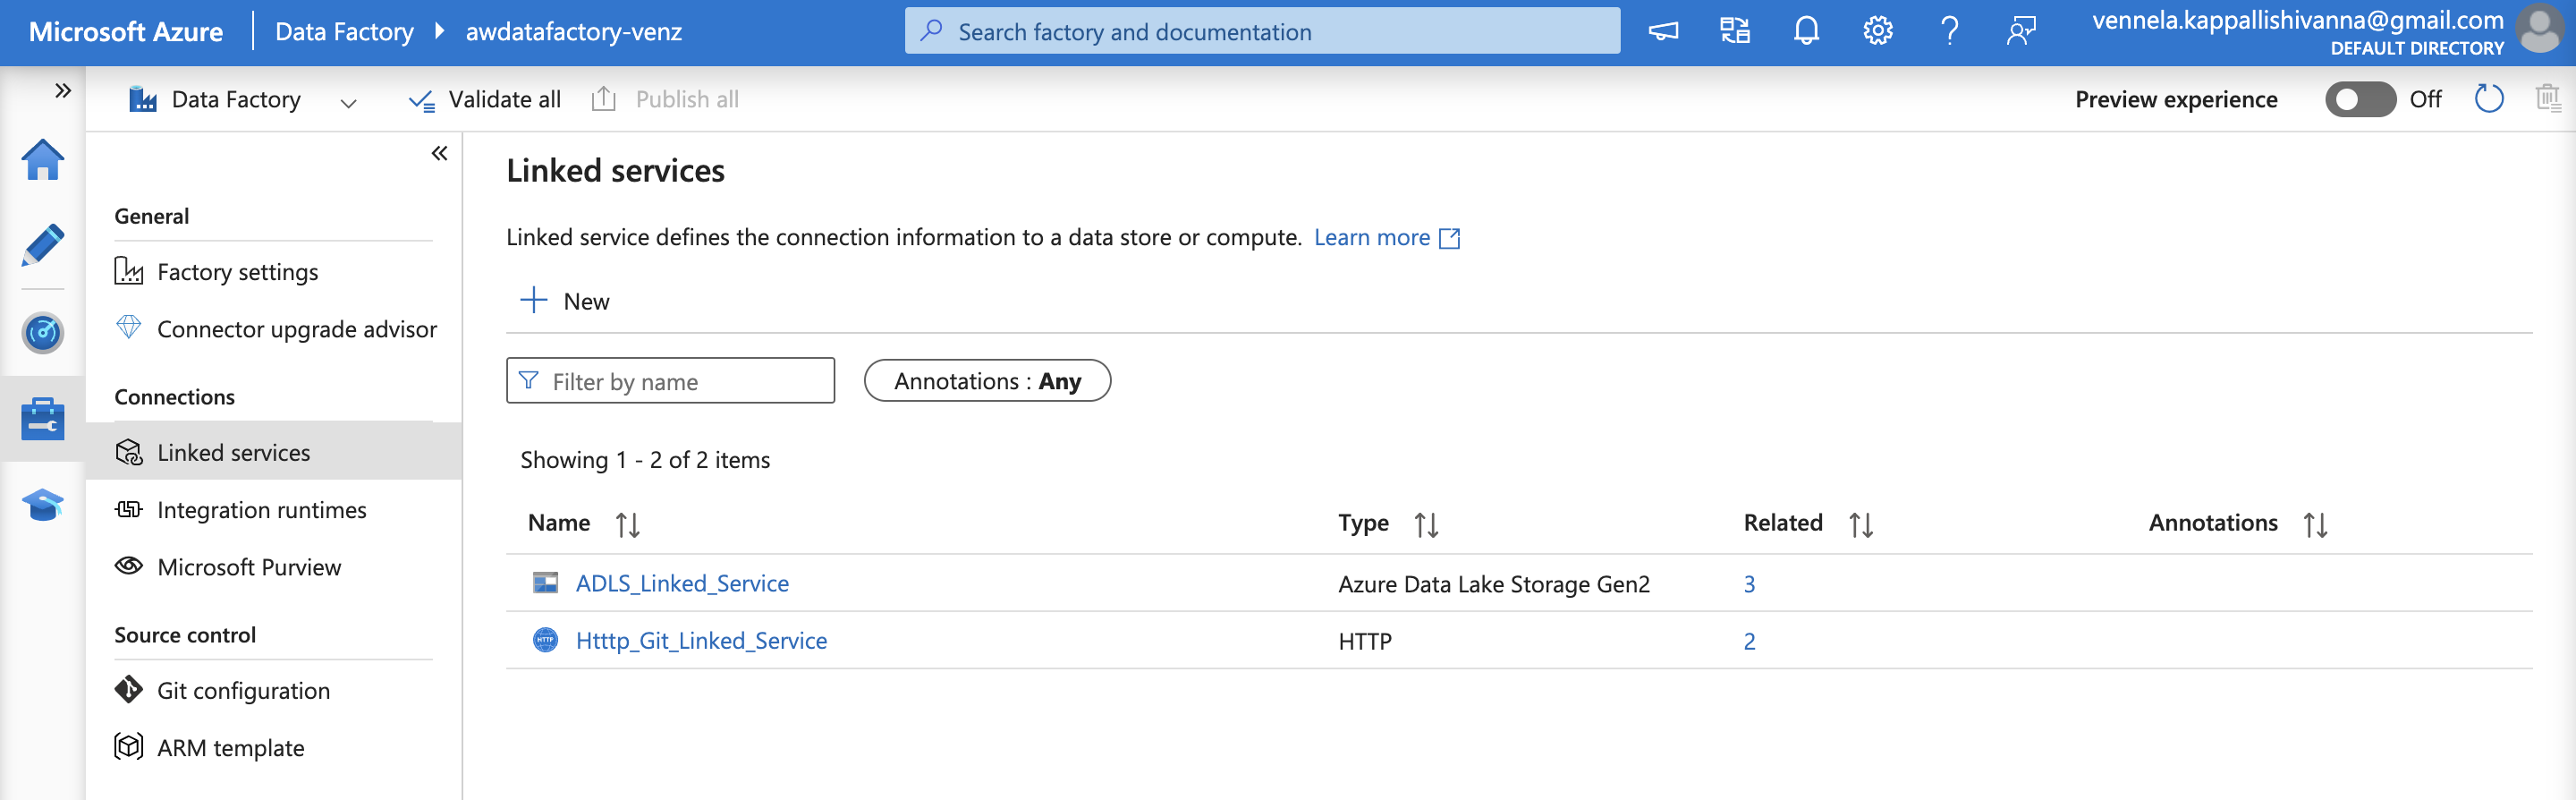 Microsoft Azure Data Factory awdatafactory-venz Search factory and documentation vennela.kappallishivanna@gmail.com
DEFAULT DIRECTORY
Data Factory Validate all Publish all Preview experience Off
General
Factory settings
Connector upgrade advisor
Connections
Linked services
Integration runtimes
Microsoft Purview
Source control
Git configuration
ARM template
Linked services
Linked service defines the connection information to a data store or compute. Learn more
New
Filter by name Annotations : Any
Showing 1 - 2 of 2 items
Name Type Related Annotations
ADLS_Linked_Service Azure Data Lake Storage Gen2 3
HTTP Htttp_Git_Linked_Service HTTP 2